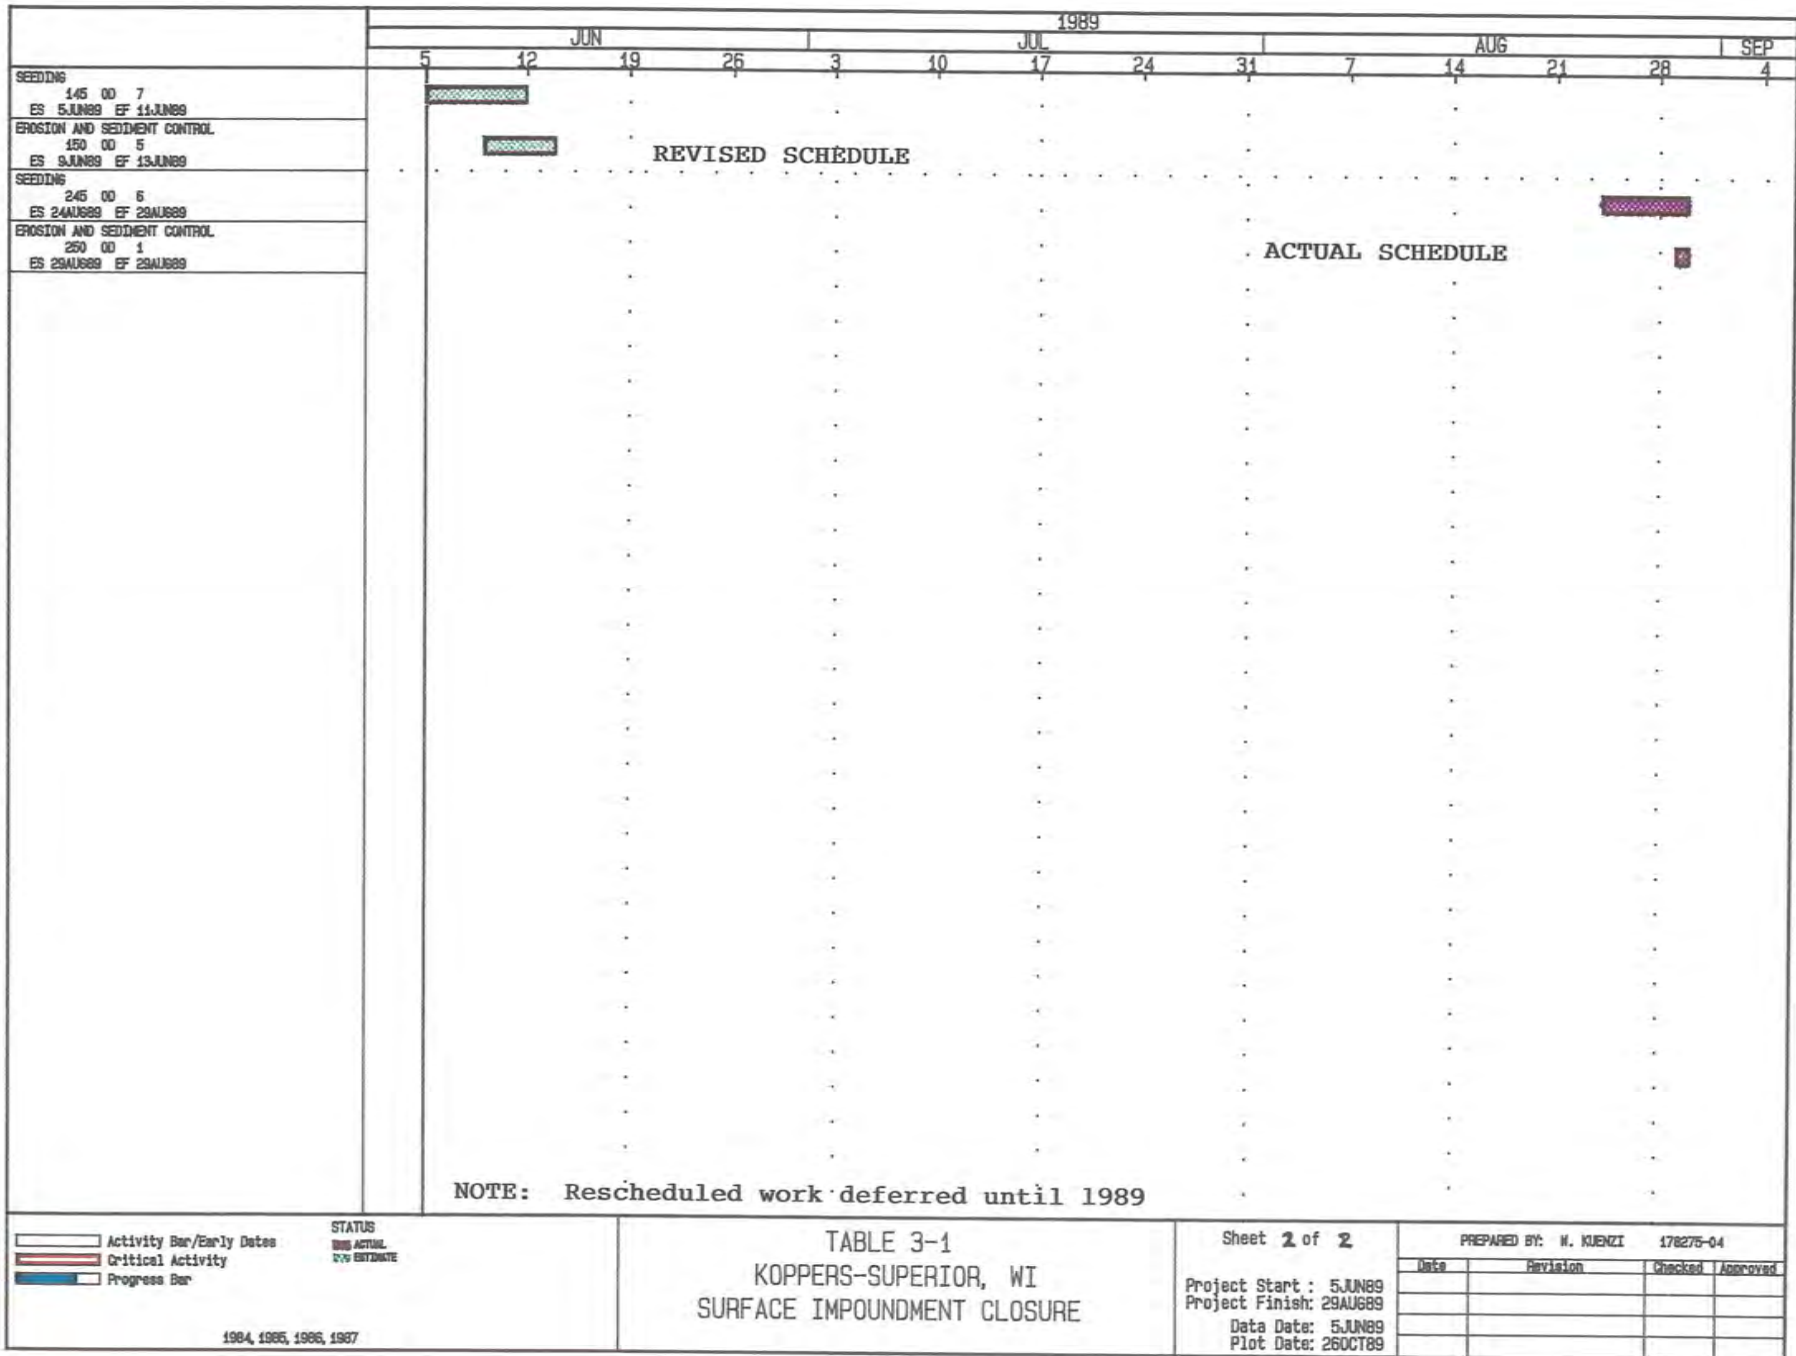 1989
JUN JUL AUG SEP
5 12 19 26 3 10 17 24 31 7 14 21 28 4
SEEDING
145 OD 7
ES 5JUN89 EF 11JUN89
EROSION AND SEDIMENT CONTROL
150 OD 5
ES 9JUN89 EF 13JUN89
REVISED SCHEDULE
SEEDING
245 OD 6
ES 24AUG89 EF 29AUG89
EROSION AND SEDIMENT CONTROL
250 OD 1
ES 29AUG89 EF 29AUG89
ACTUAL SCHEDULE
NOTE: Rescheduled work deferred until 1989
Activity Bar/Early Dates
Critical Activity
Progress Bar
STATUS
ACTUAL
ESTIMATE
1984, 1985, 1986, 1987
TABLE 3-1
KOPPERS-SUPERIOR, WI
SURFACE IMPOUNDMENT CLOSURE
Sheet 2 of 2
Project Start : 5JUN89
Project Finish: 29AUG89
Data Date: 5JUN89
Plot Date: 26OCT89
PREPARED BY: W. KUENZI 178275-04
Date Revision Checked Approved